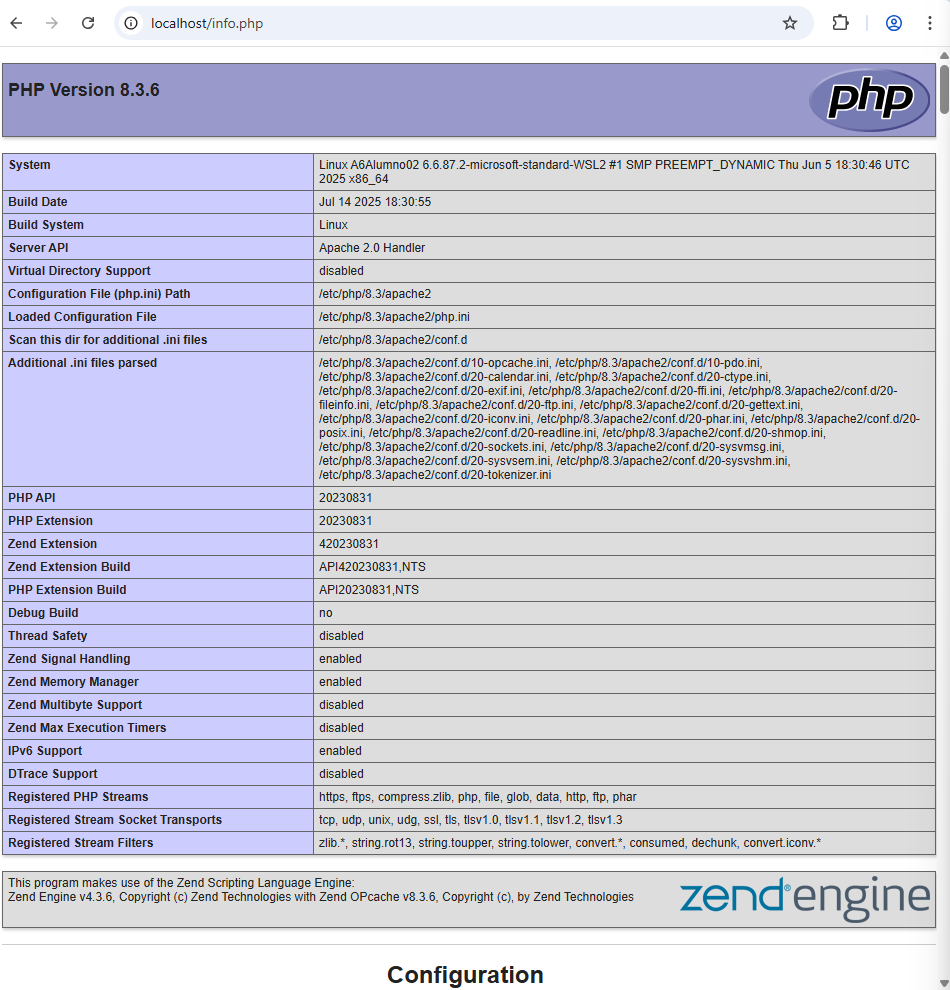 localhost/info.php
PHP Version 8.3.6
php
System Linux A6Alumno02 6.6.87.2-microsoft-standard-WSL2 #1 SMP PREEMPT_DYNAMIC Thu Jun 5 18:30:46 UTC
2025 x86_64
Build Date Jul 14 2025 18:30:55
Build System Linux
Server API Apache 2.0 Handler
Virtual Directory Support disabled
Configuration File (php.ini) Path /etc/php/8.3/apache2
Loaded Configuration File /etc/php/8.3/apache2/php.ini
Scan this dir for additional .ini files /etc/php/8.3/apache2/conf.d
Additional .ini files parsed /etc/php/8.3/apache2/conf.d/10-opcache.ini, /etc/php/8.3/apache2/conf.d/10-pdo.ini,
/etc/php/8.3/apache2/conf.d/20-calendar.ini, /etc/php/8.3/apache2/conf.d/20-ctype.ini,
/etc/php/8.3/apache2/conf.d/20-exif.ini, /etc/php/8.3/apache2/conf.d/20-ffi.ini, /etc/php/8.3/apache2/conf.d/20-
fileinfo.ini, /etc/php/8.3/apache2/conf.d/20-ftp.ini, /etc/php/8.3/apache2/conf.d/20-gettext.ini,
/etc/php/8.3/apache2/conf.d/20-iconv.ini, /etc/php/8.3/apache2/conf.d/20-phar.ini, /etc/php/8.3/apache2/conf.d/20-
posix.ini, /etc/php/8.3/apache2/conf.d/20-readline.ini, /etc/php/8.3/apache2/conf.d/20-shmop.ini,
/etc/php/8.3/apache2/conf.d/20-sockets.ini, /etc/php/8.3/apache2/conf.d/20-sysvmsg.ini,
/etc/php/8.3/apache2/conf.d/20-sysvsem.ini, /etc/php/8.3/apache2/conf.d/20-sysvshm.ini,
/etc/php/8.3/apache2/conf.d/20-tokenizer.ini
PHP API 20230831
PHP Extension 20230831
Zend Extension 420230831
Zend Extension Build API420230831,NTS
PHP Extension Build API20230831,NTS
Debug Build no
Thread Safety disabled
Zend Signal Handling enabled
Zend Memory Manager enabled
Zend Multibyte Support disabled
Zend Max Execution Timers disabled
IPv6 Support enabled
DTrace Support disabled
Registered PHP Streams https, ftps, compress.zlib, php, file, glob, data, http, ftp, phar
Registered Stream Socket Transports tcp, udp, unix, udg, ssl, tls, tlsv1.0, tlsv1.1, tlsv1.2, tlsv1.3
Registered Stream Filters zlib.*, string.rot13, string.toupper, string.tolower, convert.*, consumed, dechunk, convert.iconv.*
This program makes use of the Zend Scripting Language Engine:
Zend Engine v4.3.6, Copyright (c) Zend Technologies with Zend OPcache v8.3.6, Copyright (c), by Zend Technologies
zend® engine
Configuration